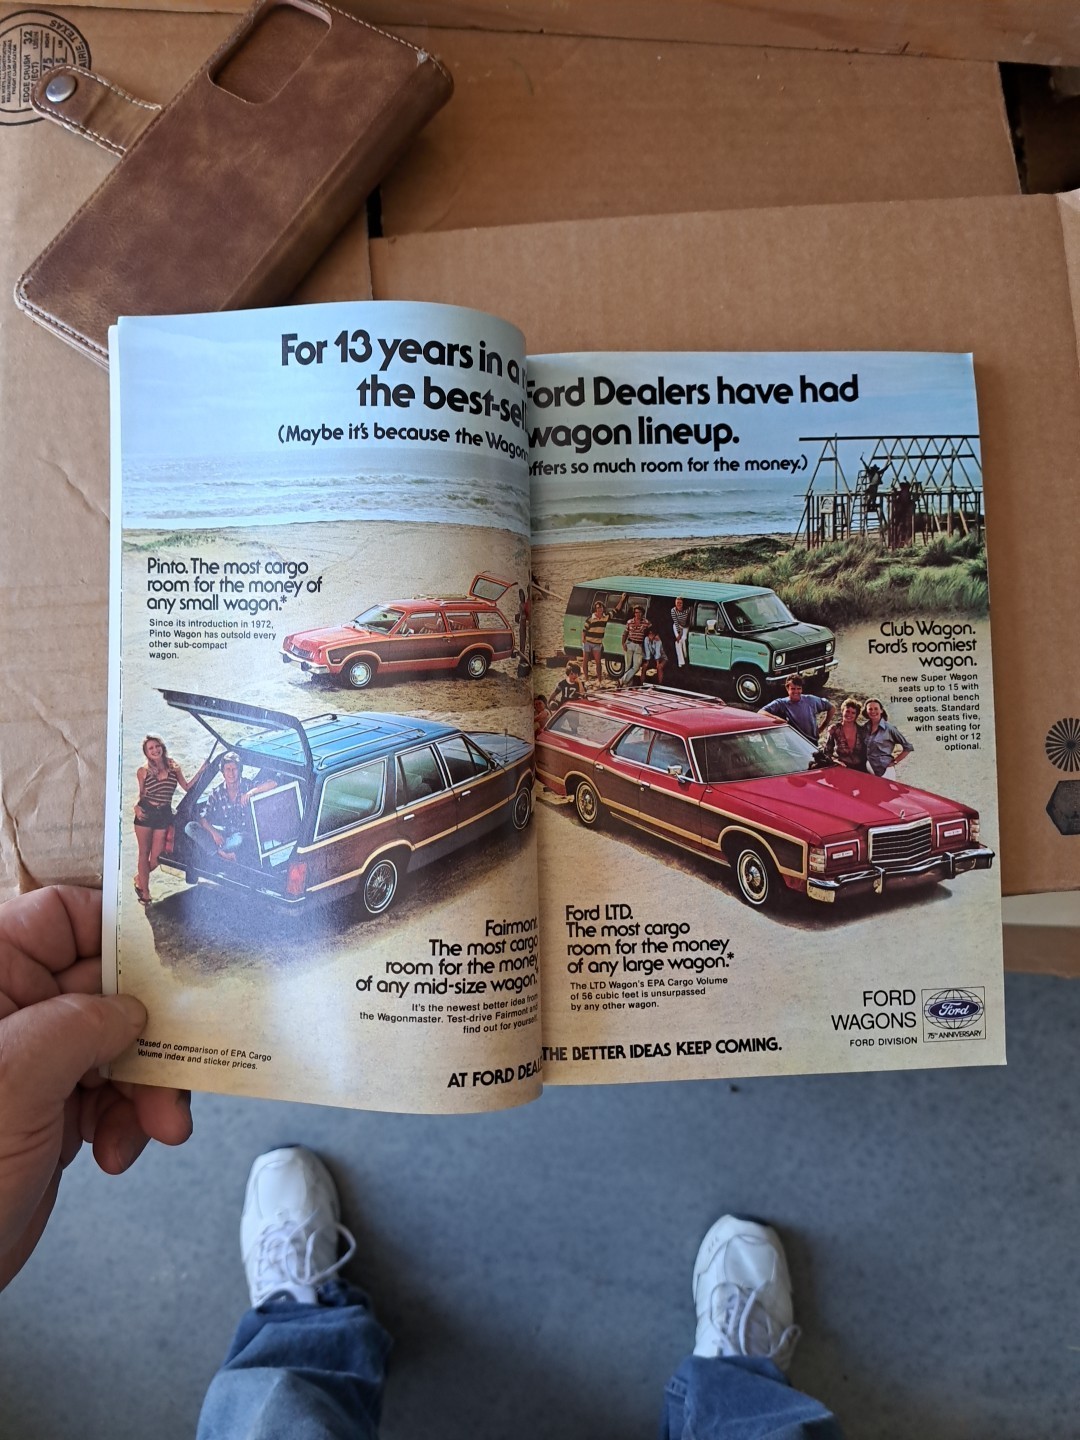 For 13 years in a
Ford Dealers have had
the best-sel
wagon lineup.
(Maybe it's because the Wagon
offers so much room for the money.)
Pinto. The most cargo
room for the money of
any small wagon.*
Since its introduction in 1972,
Pinto Wagon has outsold every
other sub-compact
wagon.
Club Wagon.
Ford's roomiest
wagon.
The new Super Wagon
seats up to 15 with
three optional bench
seats. Standard
wagon seats five,
with seating for
eight or 12
optional.
Fairmont.
The most cargo
room for the money
of any mid-size wagon.*
It's the newest better idea from
the Wagonmaster. Test-drive Fairmont and
find out for yourself.
Ford LTD.
The most cargo
room for the money
of any large wagon.*
The LTD Wagon's EPA Cargo Volume
of 56 cubic feet is unsurpassed
by any other wagon.
*Based on comparison of EPA Cargo
Volume index and sticker prices.
AT FORD DEAL
THE BETTER IDEAS KEEP COMING.
FORD
WAGONS
FORD DIVISION
Ford
75TH ANNIVERSARY
EDGE CRUSH
32
75
TEXAS